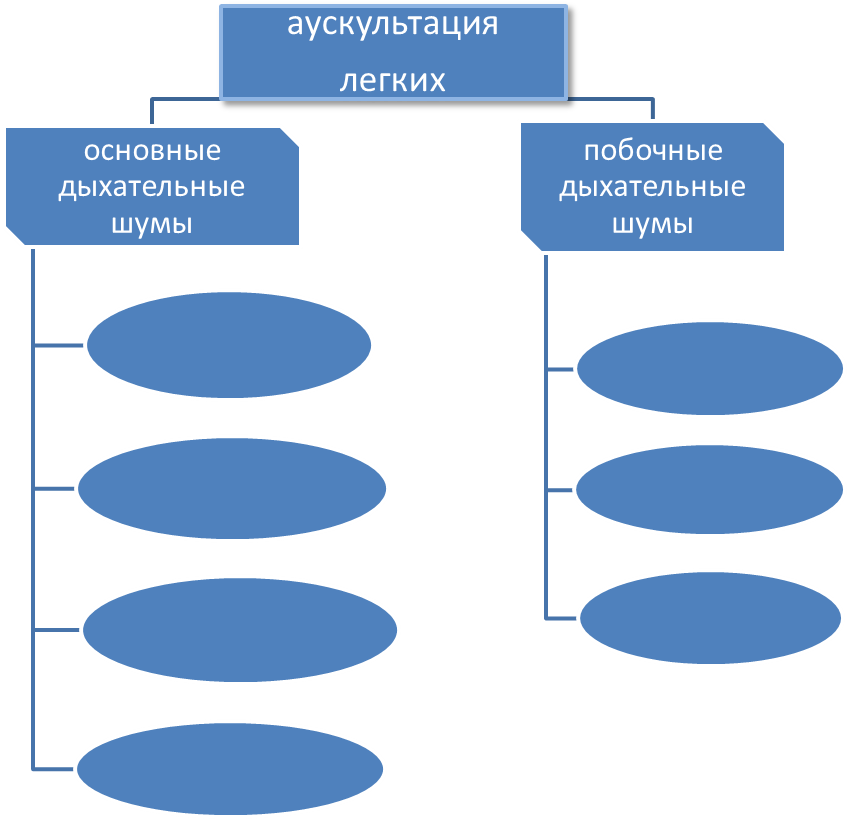 аускультация
легких
основные
дыхательные
шумы
побочные
дыхательные
шумы